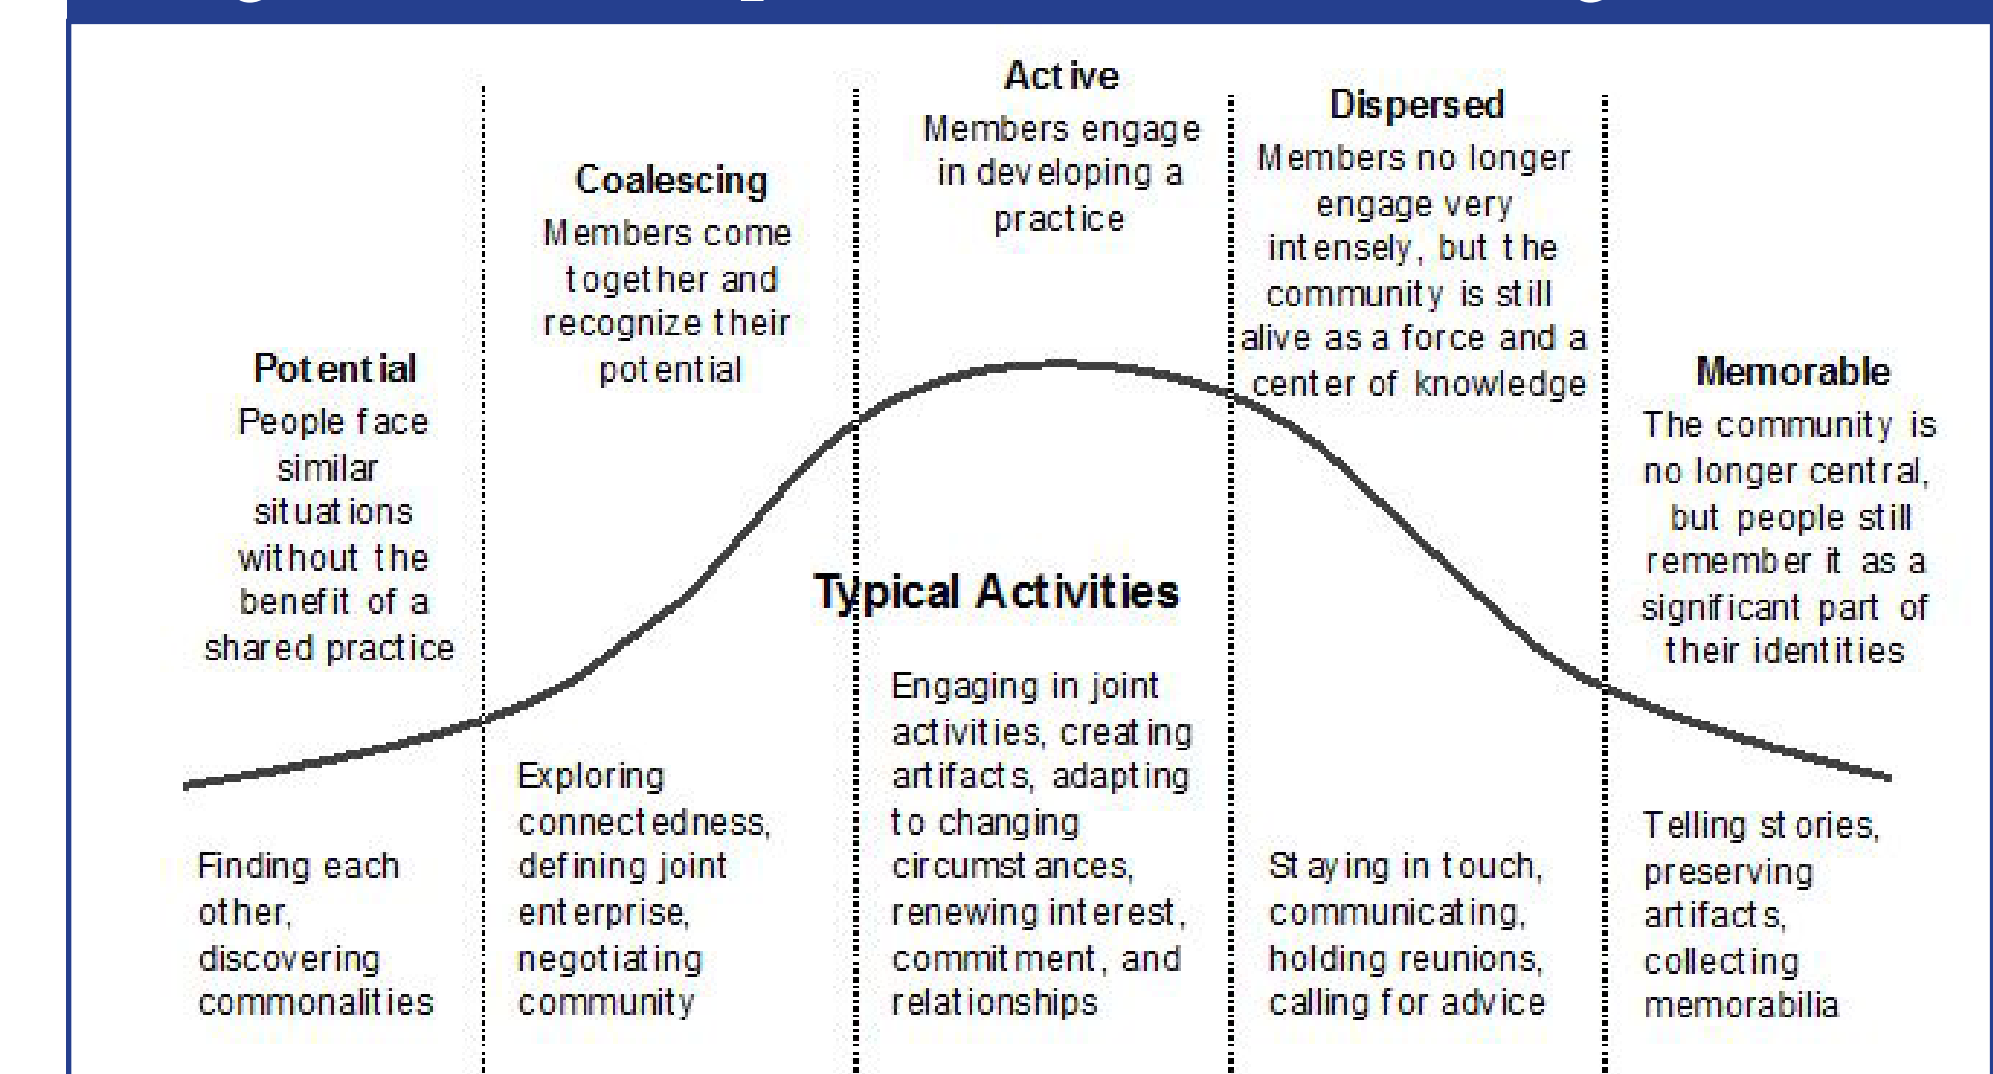 Potential
People face
similar
situations
without the
benefit of a
shared practice
Coalescing
Members come
together and
recognize their
potential
Active
Members engage
in developing a
practice
Dispersed
Members no longer
engage very
intensely, but the
community is still
alive as a force and a
center of knowledge
Memorable
The community is
no longer central,
but people still
remember it as a
significant part of
their identities
Typical Activities
Finding each
other,
discovering
commonalities
Exploring
connectedness,
defining joint
enterprise,
negotiating
community
Engaging in joint
activities, creating
artifacts, adapting
to changing
circumstances,
renewing interest,
commitment, and
relationships
Staying in touch,
communicating,
holding reunions,
calling for advice
Telling stories,
preserving
artifacts,
collecting
memorabilia